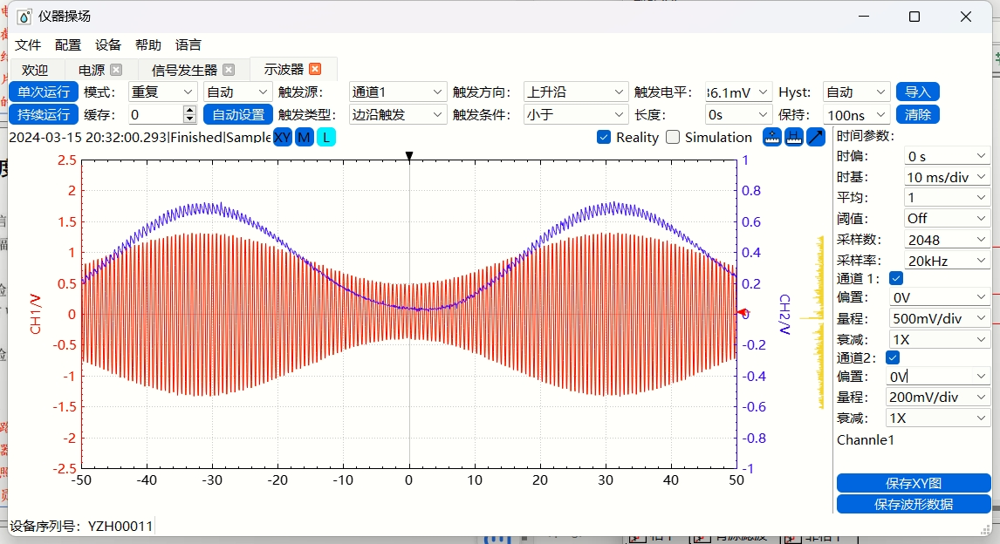 仪器操场
文件 配置 设备 帮助 语言
欢迎 电源 信号发生器 示波器
单次运行 模式： 重复 自动 触发源： 通道1 触发方向： 上升沿 触发电平： 36.1mV Hyst: 自动 导入
持续运行 缓存： 0 自动设置 触发类型： 边沿触发 触发条件： 小于 长度： 0s 保持： 100ns 清除
2024-03-15 20:32:00.293|Finished|Sample XY M L Reality Simulation
时间参数：
时偏： 0 s
时基： 10 ms/div
平均： 1
阈值： Off
采样数： 2048
采样率： 20kHz
通道 1：
偏置： 0V
量程： 500mV/div
衰减： 1X
通道2：
偏置： 0V
量程： 200mV/div
衰减： 1X
Channle1
保存XY图
保存波形数据
2.5
2
1.5
1
0.5
0
-0.5
-1
-1.5
-2
-2.5
CH1/V
1
0.8
0.6
0.4
0.2
0
-0.2
-0.4
-0.6
-0.8
-1
CH2/V
-50 -40 -30 -20 -10 0 10 20 30 40 50
设备序列号： YZH00011